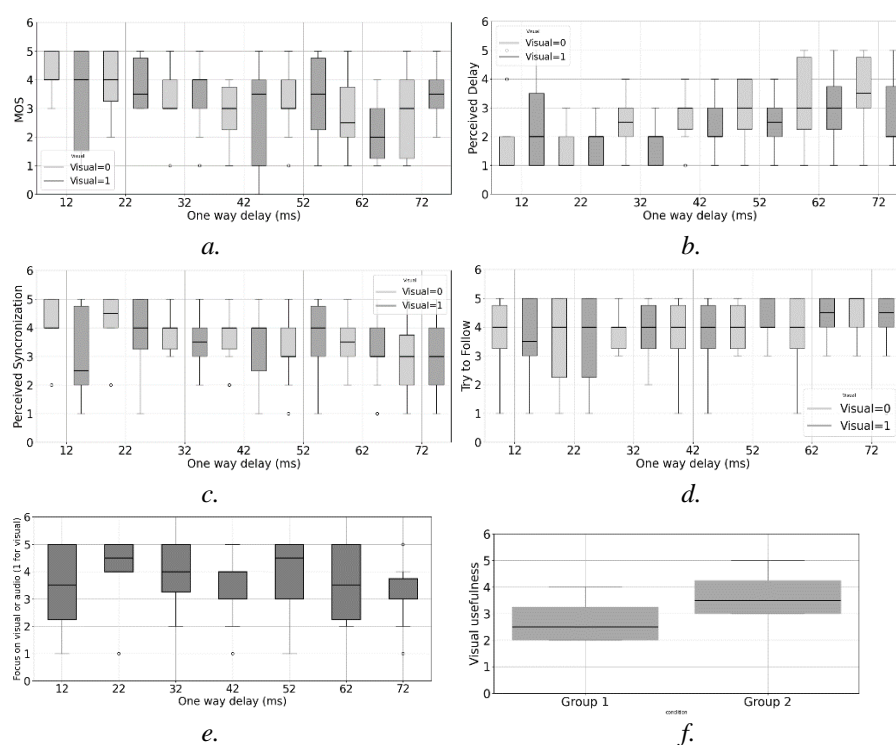 6
5
4
3
2
1
0
MOS
Visual
Visual=0
Visual=1
12 22 32 42 52 62 72
One way delay (ms)
a.
6
5
4
3
2
1
0
Perceived Delay
Visual
Visual=0
Visual=1
12 22 32 42 52 62 72
One way delay (ms)
b.
6
5
4
3
2
1
0
Perceived Syncronization
Visual
Visual=0
Visual=1
12 22 32 42 52 62 72
One way delay (ms)
c.
6
5
4
3
2
1
0
Try to Follow
Visual
Visual=0
Visual=1
12 22 32 42 52 62 72
One way delay (ms)
d.
6
5
4
3
2
1
0
Focus on visual or audio (1 for visual)
12 22 32 42 52 62 72
One way delay (ms)
e.
6
5
4
3
2
1
0
Visual usefulness
Group 1 Group 2
condition
f.